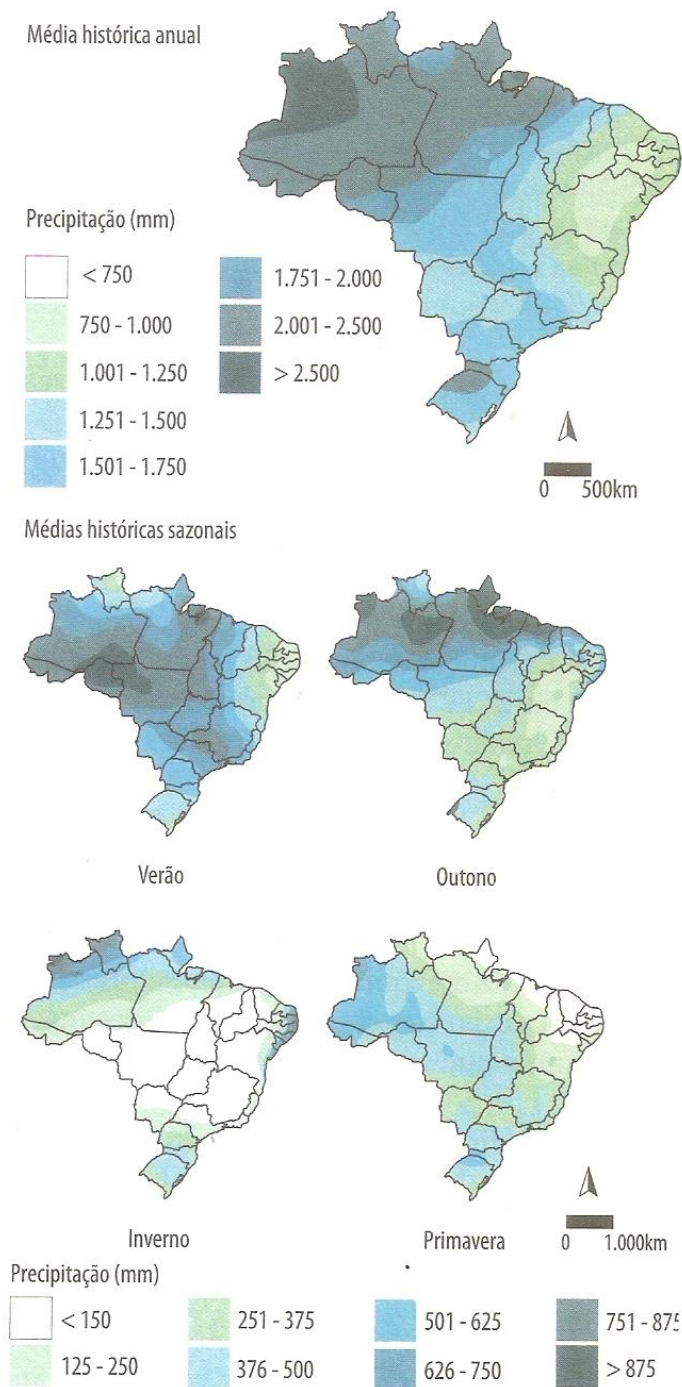 Média histórica anual
Precipitação (mm)
< 750
750 - 1.000
1.001 - 1.250
1.251 - 1.500
1.501 - 1.750
1.751 - 2.000
2.001 - 2.500
> 2.500
0 500km
Médias históricas sazonais
Verão
Outono
Inverno
Primavera
0 1.000km
Precipitação (mm)
< 150
125 - 250
251 - 375
376 - 500
501 - 625
626 - 750
751 - 875
> 875